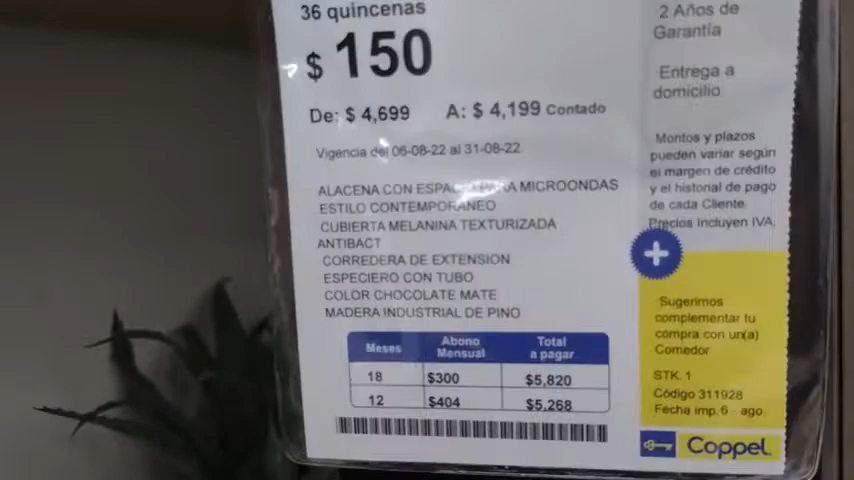 36 quincenas
$ 150
De: $ 4,699 A: $ 4,199 Contado
Vigencia del 06-08-22 al 31-08-22
ALACENA CON ESPACIO PARA MICROONDAS
ESTILO CONTEMPORANEO
CUBIERTA MELANINA TEXTURIZADA
ANTIBACT
CORREDERA DE EXTENSION
ESPECIERO CON TUBO
COLOR CHOCOLATE MATE
MADERA INDUSTRIAL DE PINO
Meses Abono Mensual Total a pagar
18 $300 $5,820
12 $404 $5,268
2 Años de
Garantía
Entrega a
domicilio
Montos y plazos
pueden variar según
el margen de crédito
y el historial de pago
de cada Cliente.
Precios Incluyen IVA.
Sugerimos
complementar tu
compra con un(a)
Comedor
STK. 1
Código 311928
Fecha imp. 6 - ago
Coppel